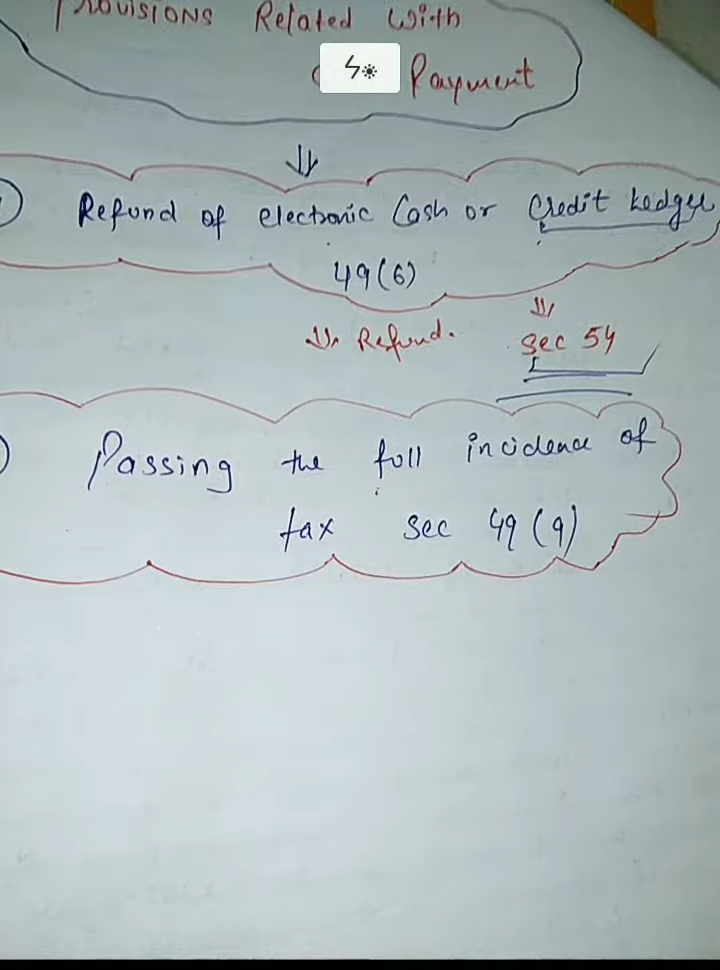 Provisions Related With
Payment
Refund of electronic Cash or Credit Ledger
49(6)
Refund. Sec 54
Passing the full incidence of
tax Sec 49 (9)